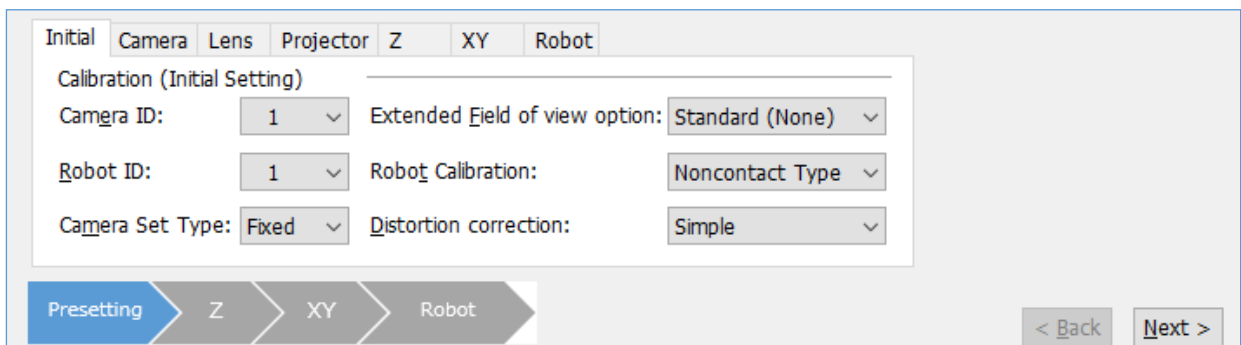 Initial Camera Lens Projector Z XY Robot
Calibration (Initial Setting)
Camera ID: 1 Extended Field of view option: Standard (None)
Robot ID: 1 Robot Calibration: Noncontact Type
Camera Set Type: Fixed Distortion correction: Simple
Presetting Z XY Robot
< Back Next >